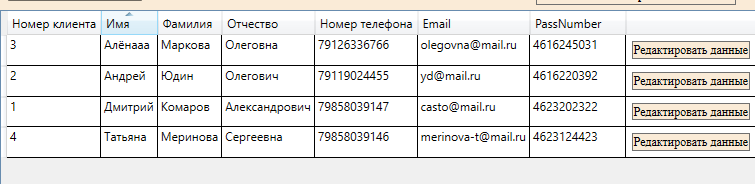 Номер клиента Имя Фамилия Отчество Номер телефона Email PassNumber
3 Алёнааа Маркова Олеговна 79126336766 olegovna@mail.ru 4616245031 Редактировать данные
2 Андрей Юдин Олегович 79119024455 yd@mail.ru 4616220392 Редактировать данные
1 Дмитрий Комаров Александрович 79858039147 casto@mail.ru 4623202322 Редактировать данные
4 Татьяна Меринова Сергеевна 79858039146 merinova-t@mail.ru 4623124423 Редактировать данные